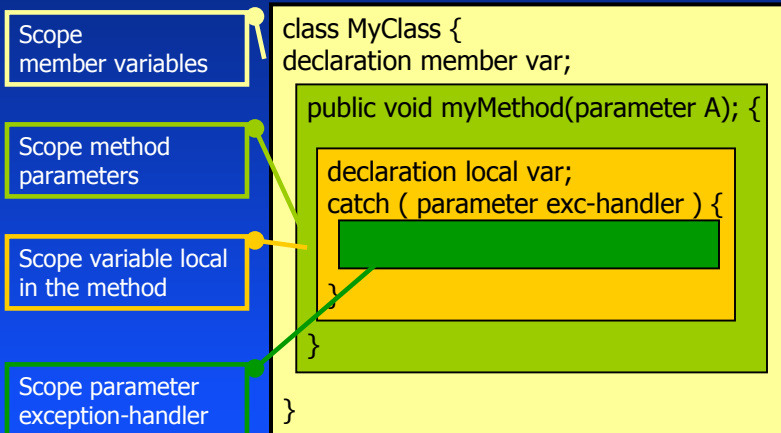 Scope
member variables
Scope method
parameters
Scope variable local
in the method
Scope parameter
exception-handler
class MyClass {
declaration member var;
public void myMethod(parameter A); {
declaration local var;
catch ( parameter exc-handler ) {
}
}
}